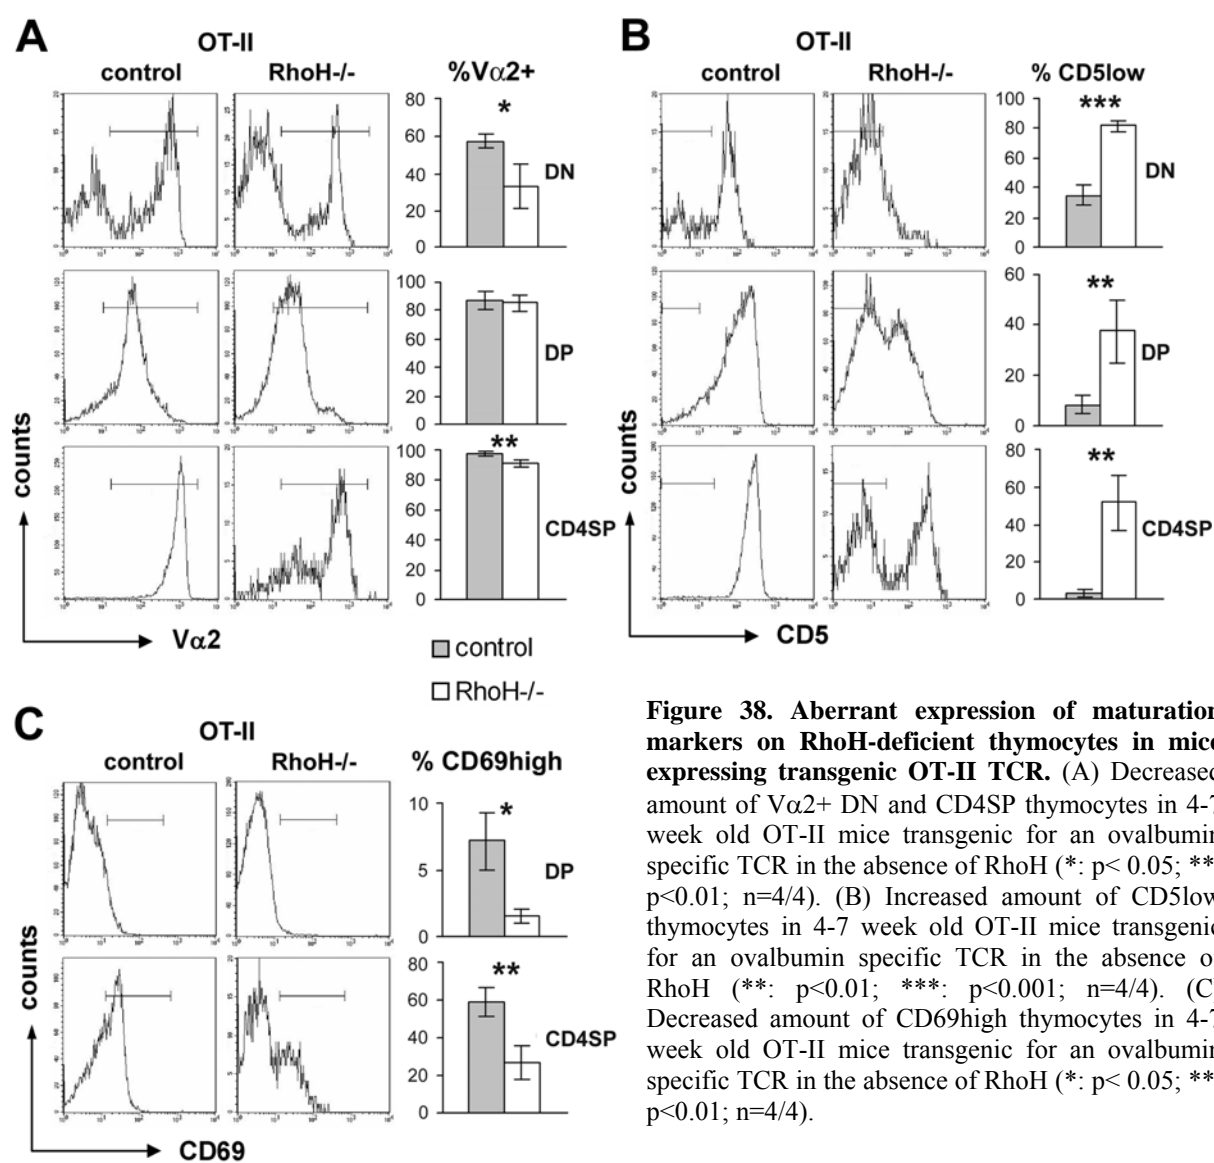 A
OT-II
control
RhoH-/-
%Vα2+
80
60
40
20
0
*
DN
100
80
60
40
20
0
DP
100
80
60
40
20
0
**
CD4SP
counts
Vα2
control
RhoH-/-
B
OT-II
control
RhoH-/-
% CD5low
100
80
60
40
20
0
***
DN
60
40
20
0
**
DP
80
60
40
20
0
**
CD4SP
counts
CD5
C
OT-II
control
RhoH-/-
% CD69high
10
5
0
*
DP
80
60
40
20
0
**
CD4SP
counts
CD69
Figure 38. Aberrant expression of maturation
markers on RhoH-deficient thymocytes in mice
expressing transgenic OT-II TCR. (A) Decreased
amount of Vα2+ DN and CD4SP thymocytes in 4-7
week old OT-II mice transgenic for an ovalbumin
specific TCR in the absence of RhoH (*: p< 0.05; **
p<0.01; n=4/4). (B) Increased amount of CD5low
thymocytes in 4-7 week old OT-II mice transgenic
for an ovalbumin specific TCR in the absence o
RhoH (**: p<0.01; ***: p<0.001; n=4/4). (C
Decreased amount of CD69high thymocytes in 4-7
week old OT-II mice transgenic for an ovalbumin
specific TCR in the absence of RhoH (*: p< 0.05; **
p<0.01; n=4/4).